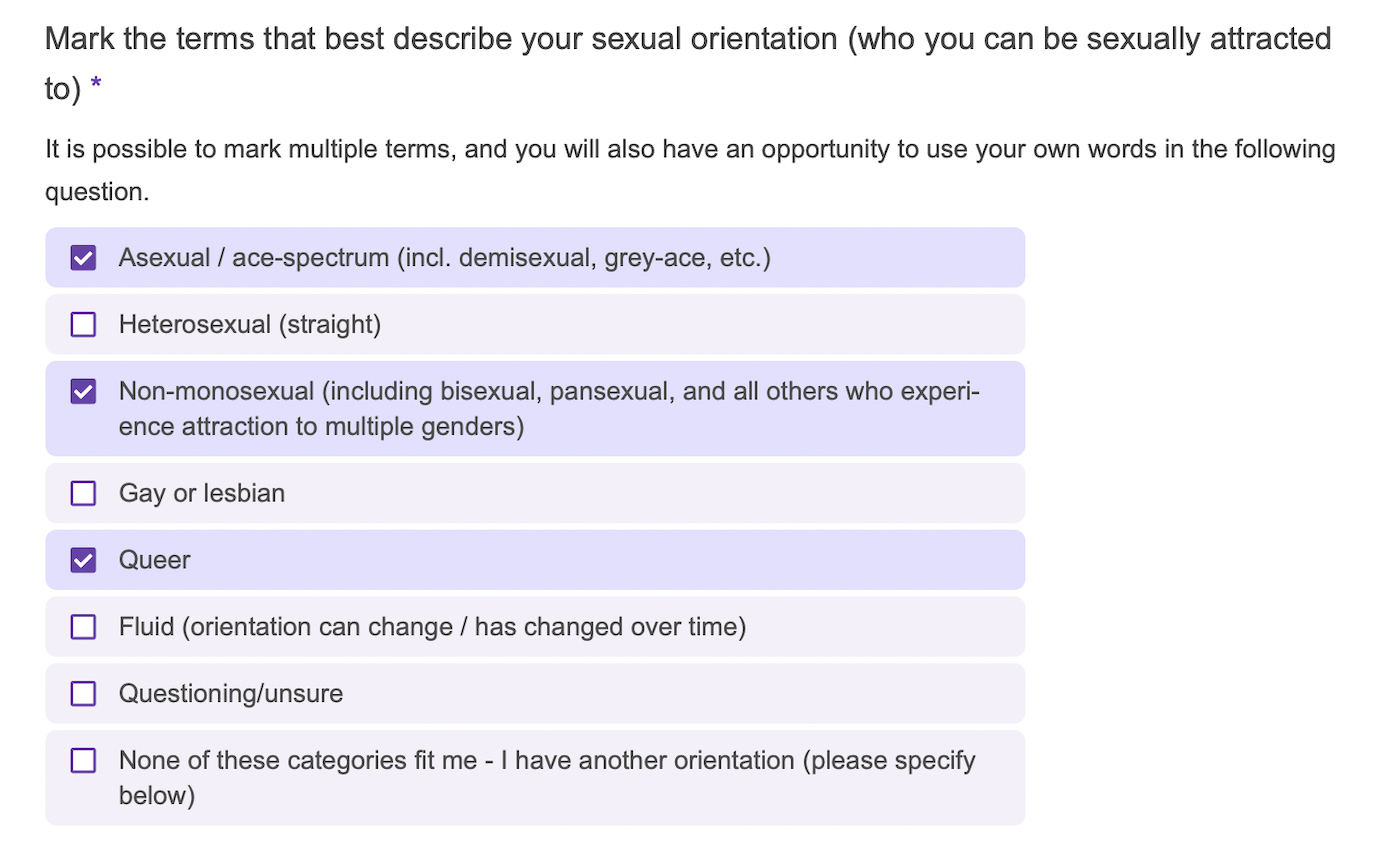 Mark the terms that best describe your sexual orientation (who you can be sexually attracted
to) *
It is possible to mark multiple terms, and you will also have an opportunity to use your own words in the following
question.
Asexual / ace-spectrum (incl. demisexual, grey-ace, etc.)
Heterosexual (straight)
Non-monosexual (including bisexual, pansexual, and all others who experi-
ence attraction to multiple genders)
Gay or lesbian
Queer
Fluid (orientation can change / has changed over time)
Questioning/unsure
None of these categories fit me - I have another orientation (please specify
below)